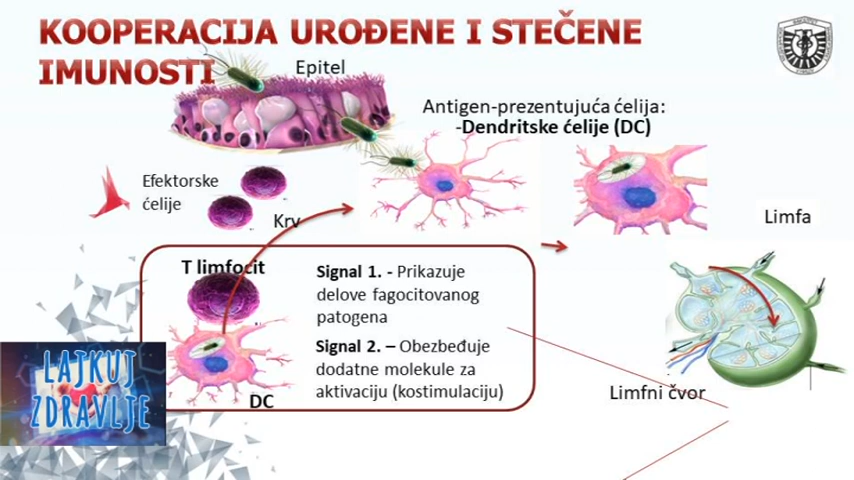 KOOPERACIJA UROĐENE I STEČENE
IMUNOSTI
Epitel
Antigen-prezentujuća ćelija:
-Dendritske ćelije (DC)
Efektorske
ćelije
Krv
Limfa
T limfocit
Signal 1. - Prikazuje
delove fagocitovanog
patogena
Signal 2. – Obezbeđuje
dodatne molekule za
aktivaciju (kostimulaciju)
DC
Limfni čvor
LAJKUJ
ZDRAVLJE